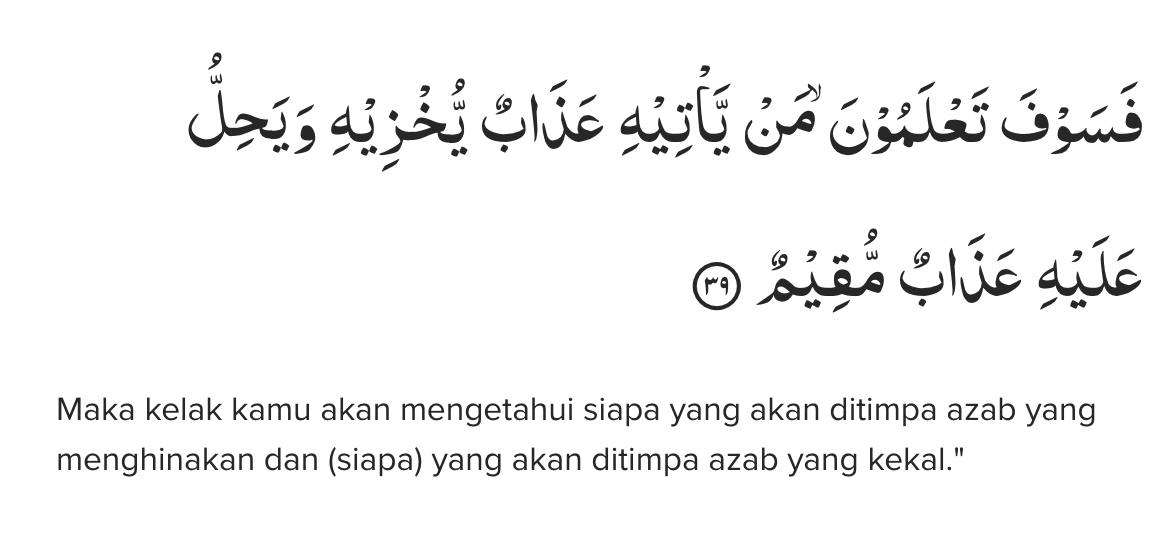 فَسَوْفَ تَعْلَمُوْنَۙ مَنْ يَّأْتِيْهِ عَذَابٌ يُّخْزِيْهِ وَيَحِلُّ
عَلَيْهِ عَذَابٌ مُّقِيْمٌ ٣٩
Maka kelak kamu akan mengetahui siapa yang akan ditimpa azab yang
menghinakan dan (siapa) yang akan ditimpa azab yang kekal."